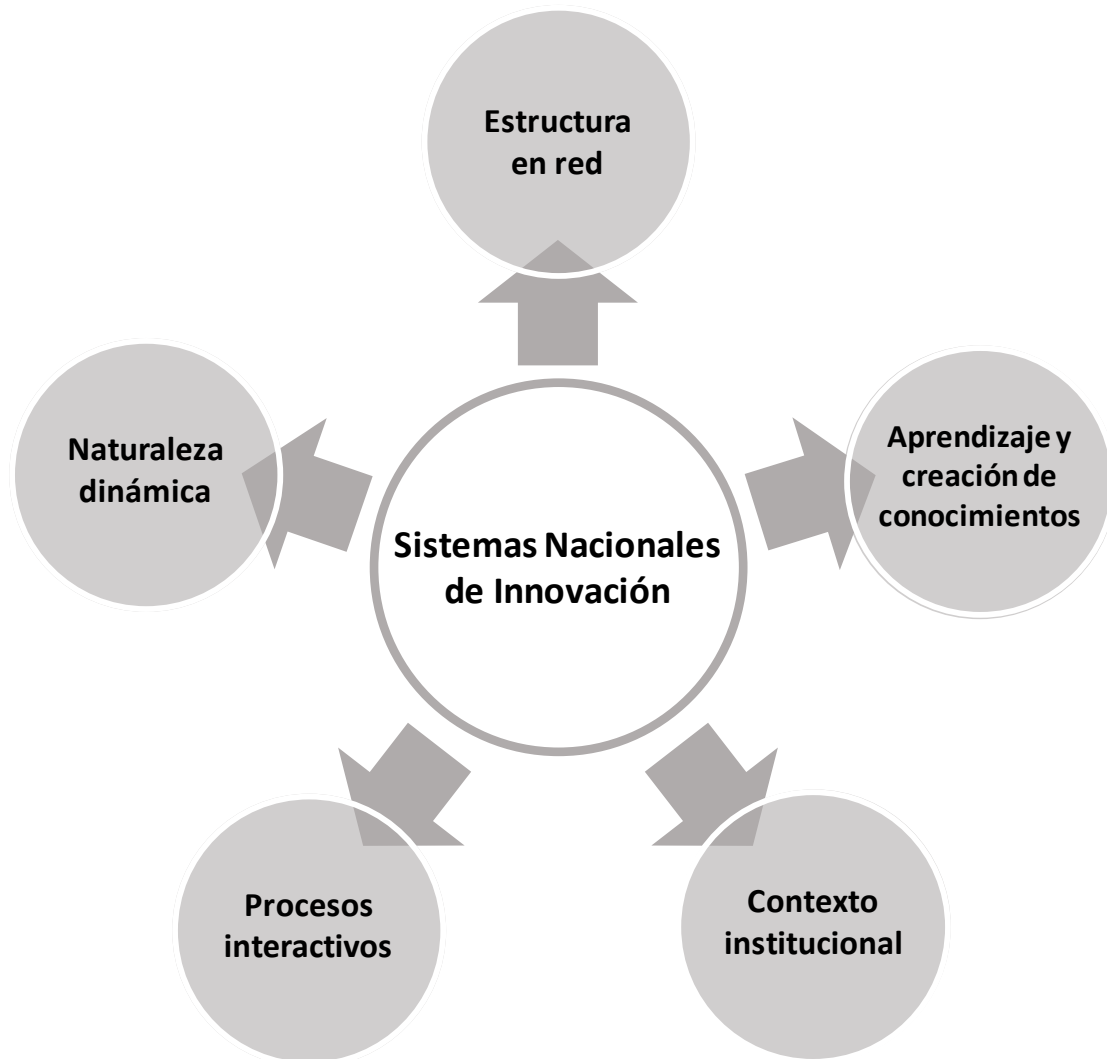 Estructura
en red
Naturaleza
dinámica
Aprendizaje y
creación de
conocimientos
Sistemas Nacionales
de Innovación
Procesos
interactivos
Contexto
institucional